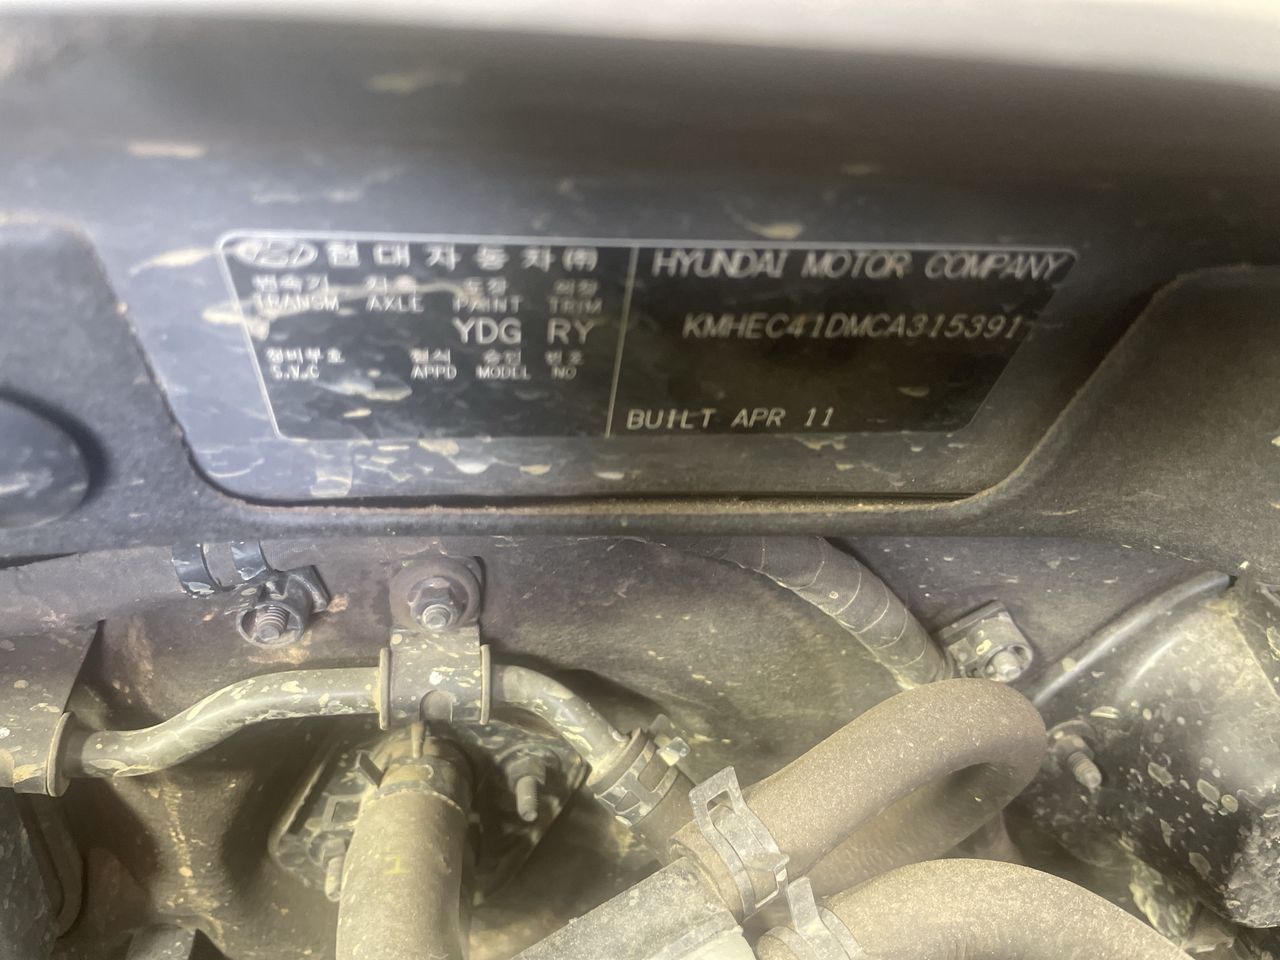 현대자동차(주)
변속기 차축 도장 석장
TRANSM AXLE PAINT TRIM
YDG RY
정비부호 형식 승인 번호
S.V.C APPD MODEL NO
HYUNDAI MOTOR COMPANY
KMHEC41DMCA315391
BUILT APR 11